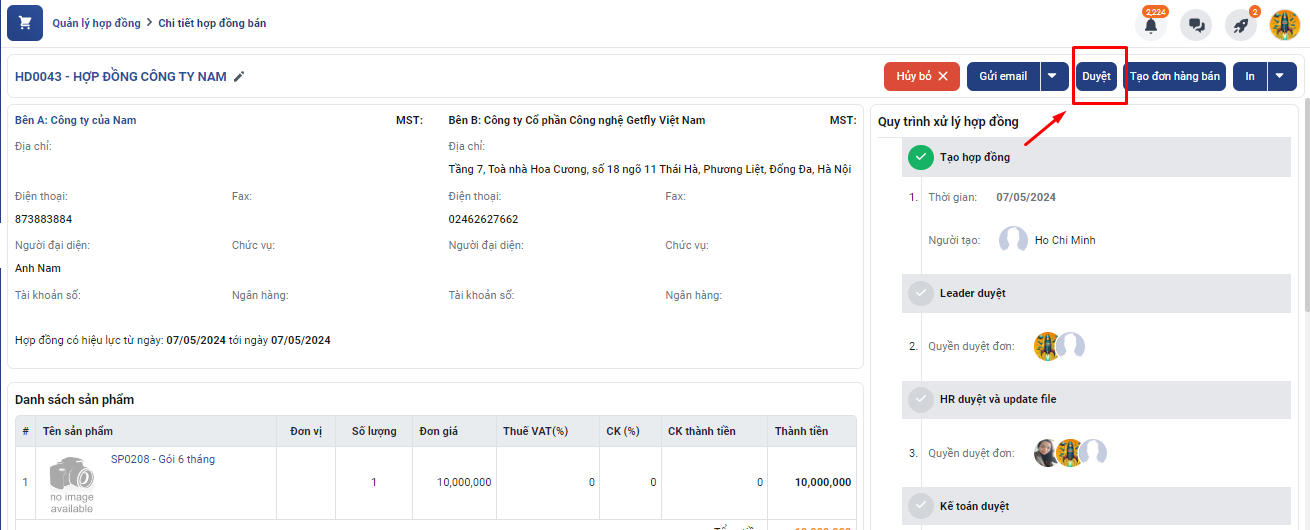 Quản lý hợp đồng > Chi tiết hợp đồng bán
2,224
2
HD0043 - HỢP ĐỒNG CÔNG TY NAM
Hủy bỏ
Gửi email
Duyệt
Tạo đơn hàng bán
In
Bên A: Công ty của Nam MST:
Địa chỉ:
Điện thoại: Fax:
873883884
Người đại diện: Chức vụ:
Anh Nam
Tài khoản số: Ngân hàng:
Bên B: Công ty Cổ phần Công nghệ Getfly Việt Nam MST:
Địa chỉ:
Tầng 7, Toà nhà Hoa Cương, số 18 ngõ 11 Thái Hà, Phương Liệt, Đống Đa, Hà Nội
Điện thoại: Fax:
02462627662
Người đại diện: Chức vụ:
Tài khoản số: Ngân hàng:
Hợp đồng có hiệu lực từ ngày: 07/05/2024 tới ngày 07/05/2024
Danh sách sản phẩm
# Tên sản phẩm Đơn vị Số lượng Đơn giá Thuế VAT(%) CK (%) CK thành tiền Thành tiền
1 SP0208 - Gói 6 tháng 1 10,000,000 0 0 0 10,000,000
no image
available
Quy trình xử lý hợp đồng
Tạo hợp đồng
1. Thời gian: 07/05/2024
Người tạo: Ho Chi Minh
Leader duyệt
2. Quyền duyệt đơn:
HR duyệt và update file
3. Quyền duyệt đơn:
Kế toán duyệt